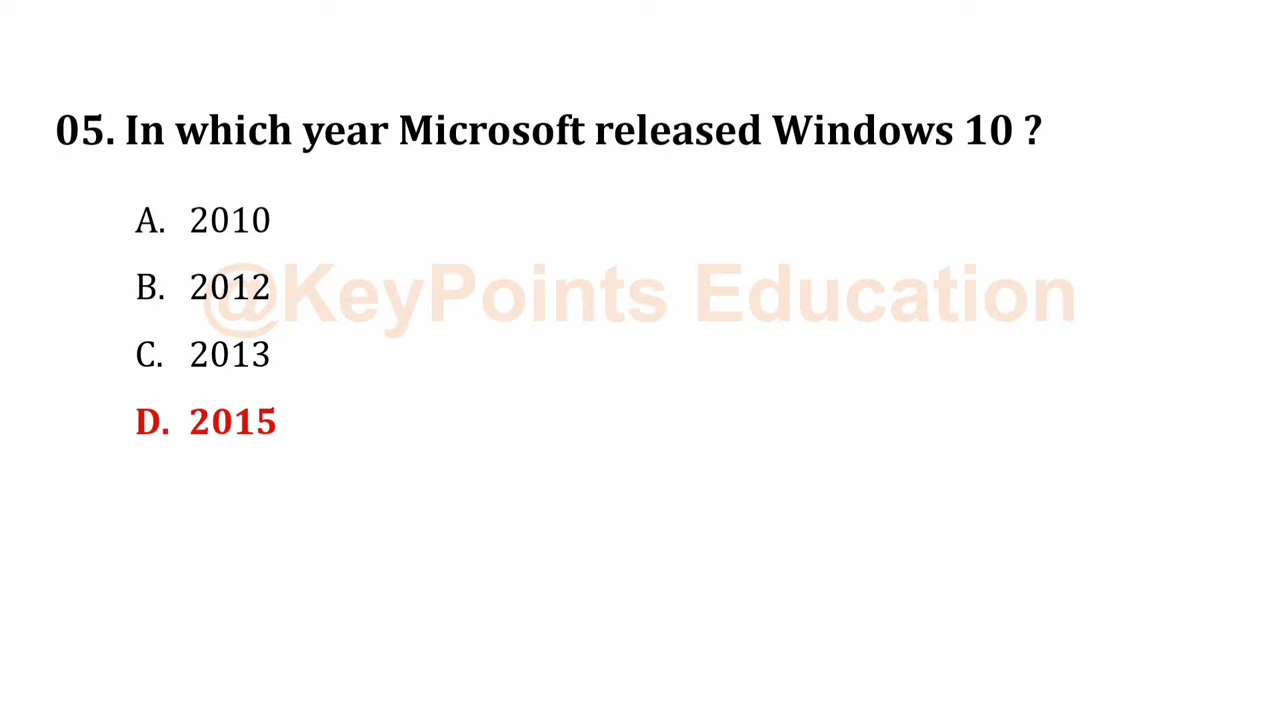 05. In which year Microsoft released Windows 10 ?
A. 2010
B. 2012
@KeyPoints Education
C. 2013
D. 2015